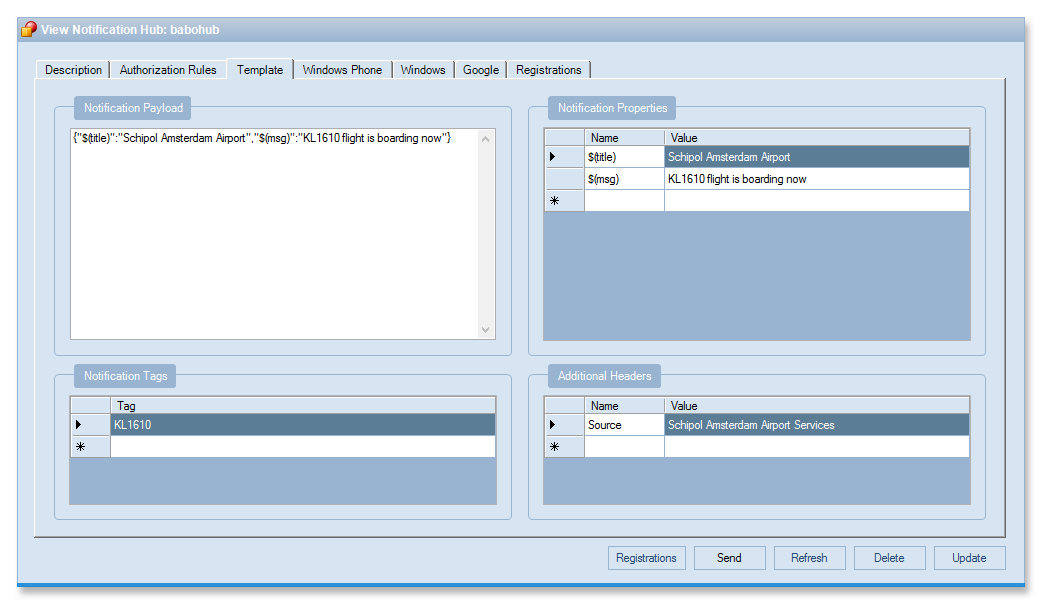 View Notification Hub: babohub
Description Authorization Rules Template Windows Phone Windows Google Registrations
Notification Payload
{"$(title)":"Schipol Amsterdam Airport","$(msg)":"KL1610 flight is boarding now"}
Notification Properties
Name Value
$(title) Schipol Amsterdam Airport
$(msg) KL1610 flight is boarding now
Notification Tags
Tag
KL1610
Additional Headers
Name Value
Source Schipol Amsterdam Airport Services
Registrations Send Refresh Delete Update